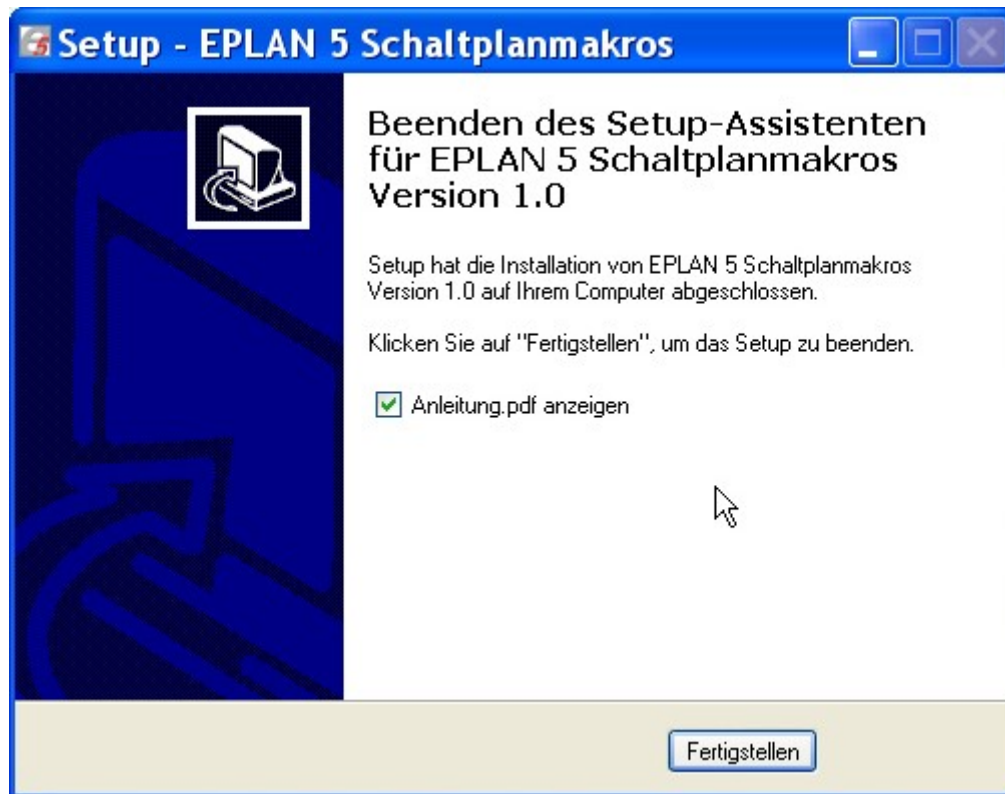 Setup - EPLAN 5 Schaltplanmakros
Beenden des Setup-Assistenten
für EPLAN 5 Schaltplanmakros
Version 1.0
Setup hat die Installation von EPLAN 5 Schaltplanmakros
Version 1.0 auf Ihrem Computer abgeschlossen.
Klicken Sie auf "Fertigstellen", um das Setup zu beenden.
Anleitung.pdf anzeigen
Fertigstellen